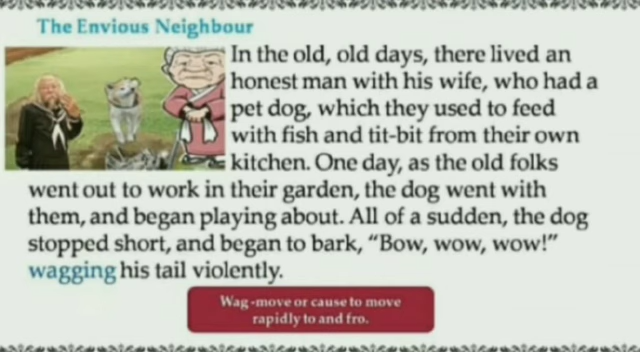 The Envious Neighbour
In the old, old days, there lived an
honest man with his wife, who had a
pet dog, which they used to feed
with fish and tit-bit from their own
kitchen. One day, as the old folks
went out to work in their garden, the dog went with
them, and began playing about. All of a sudden, the dog
stopped short, and began to bark, “Bow, wow, wow!”
wagging his tail violently.
Wag -move or cause to move
rapidly to and fro.